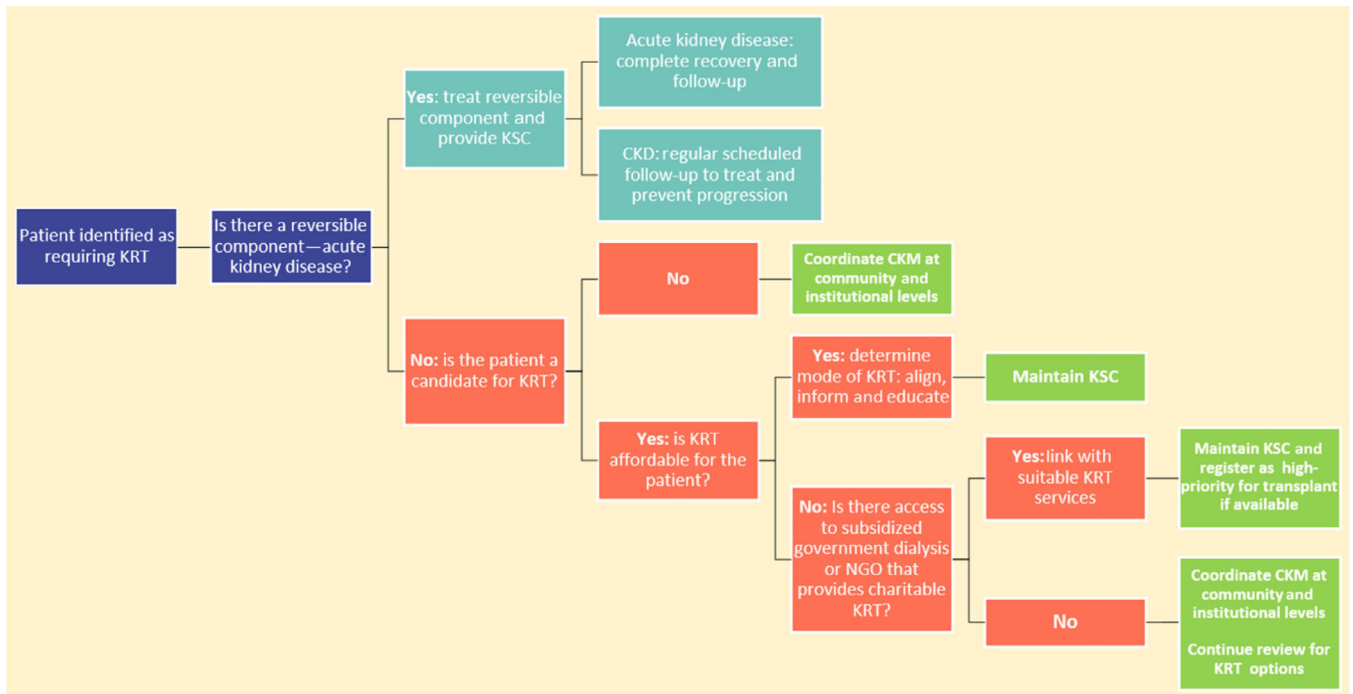 Patient identified as
requiring KRT
Is there a reversible
component—acute
kidney disease?
Yes: treat reversible
component and
provide KSC
Acute kidney disease:
complete recovery and
follow-up
CKD: regular scheduled
follow-up to treat and
prevent progression
No: is the patient a
candidate for KRT?
No
Coordinate CKM at
community and
institutional levels
Yes: is KRT
affordable for the
patient?
Yes: determine
mode of KRT: align,
inform and educate
Maintain KSC
No: Is there access
to subsidized
government dialysis
or NGO that
provides charitable
KRT?
Yes:link with
suitable KRT
services
Maintain KSC and
register as high-
priority for transplant
if available
No
Coordinate CKM at
community and
institutional levels
Continue review for
KRT options